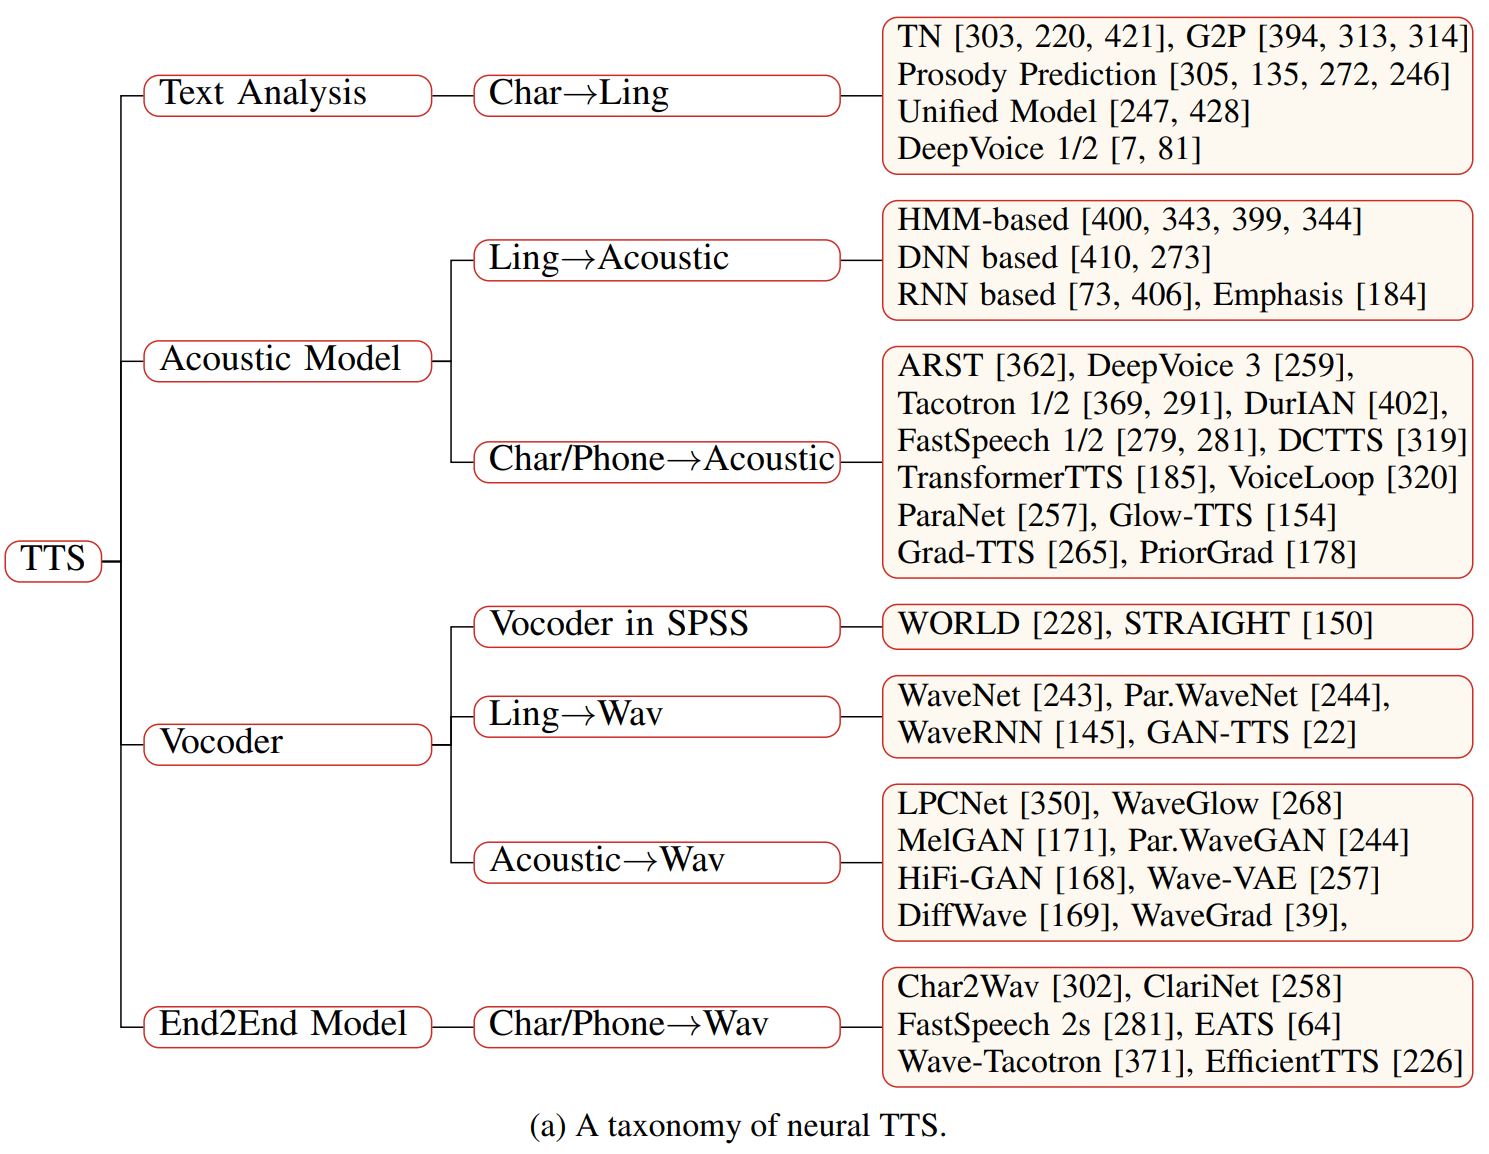 TTS
Text Analysis
Char→Ling
TN [303, 220, 421], G2P [394, 313, 314]
Prosody Prediction [305, 135, 272, 246]
Unified Model [247, 428]
DeepVoice 1/2 [7, 81]
Acoustic Model
Ling→Acoustic
HMM-based [400, 343, 399, 344]
DNN based [410, 273]
RNN based [73, 406], Emphasis [184]
Char/Phone→Acoustic
ARST [362], DeepVoice 3 [259],
Tacotron 1/2 [369, 291], DurIAN [402],
FastSpeech 1/2 [279, 281], DCTTS [319]
TransformerTTS [185], VoiceLoop [320]
ParaNet [257], Glow-TTS [154]
Grad-TTS [265], PriorGrad [178]
Vocoder
Vocoder in SPSS
WORLD [228], STRAIGHT [150]
Ling→Wav
WaveNet [243], Par.WaveNet [244],
WaveRNN [145], GAN-TTS [22]
Acoustic→Wav
LPCNet [350], WaveGlow [268]
MelGAN [171], Par.WaveGAN [244]
HiFi-GAN [168], Wave-VAE [257]
DiffWave [169], WaveGrad [39],
End2End Model
Char/Phone→Wav
Char2Wav [302], ClariNet [258]
FastSpeech 2s [281], EATS [64]
Wave-Tacotron [371], EfficientTTS [226]
(a) A taxonomy of neural TTS.